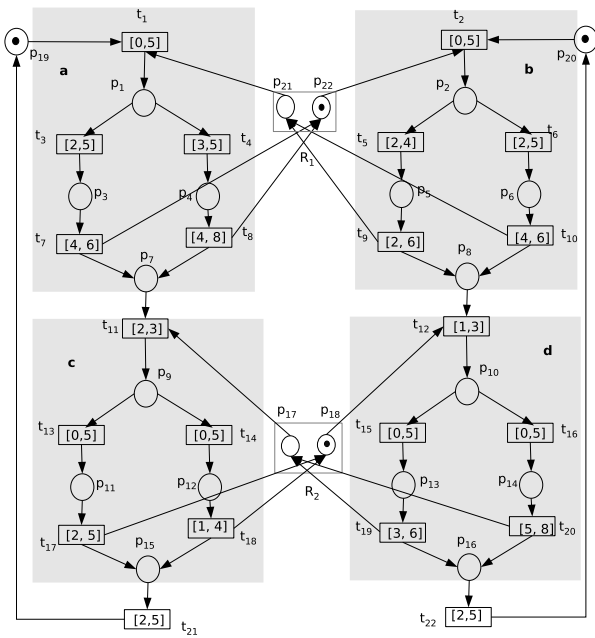 t1 t2
[0,5] [0,5]
p19 a p21 p22 b p20
p1 p2
t3 [2,5] [3,5] t4 t5 [2,4] [2,5] t6
R1
p3 p4 p5 p6
t7 [4, 6] [4, 8] t8 t9 [2, 6] [4, 6] t10
p7 p8
t11 [2,3] t12 [1,3]
c d
p9 p10
p17 p18
t13 [0,5] [0,5] t14 t15 [0,5] [0,5] t16
p11 p12 R2 p13 p14
t17 [2, 5] [1, 4] t18 t19 [3, 6] [5, 8] t20
p15 p16
[2,5] t21 t22 [2,5]